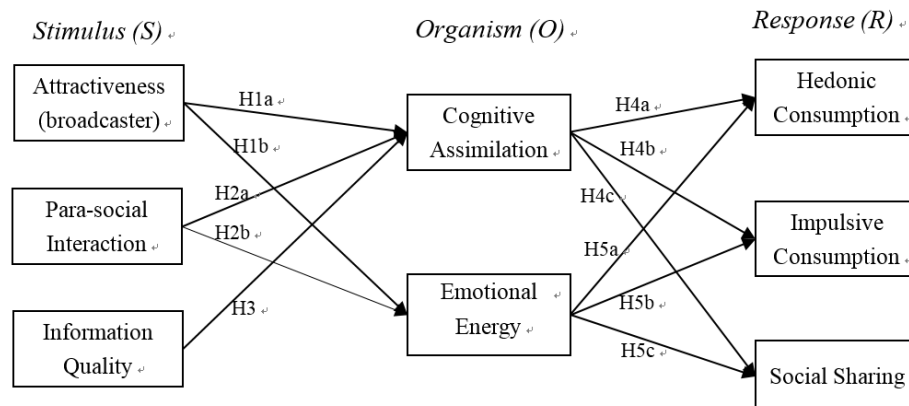 Stimulus (S)
Organism (O)
Response (R)
Attractiveness
(broadcaster)
Para-social
Interaction
Information
Quality
H1a
H1b
H2a
H2b
H3
Cognitive
Assimilation
Emotional
Energy
H4a
H4b
H4c
H5a
H5b
H5c
Hedonic
Consumption
Impulsive
Consumption
Social Sharing